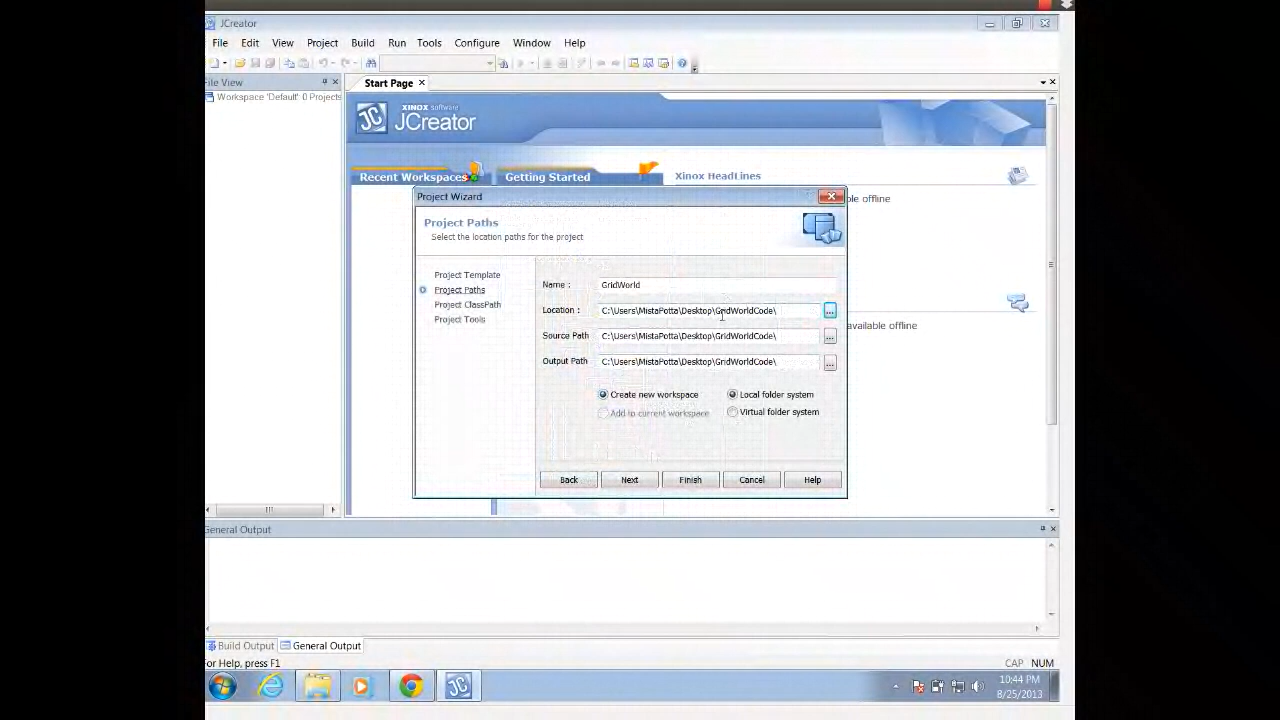 JCreator
File Edit View Project Build Run Tools Configure Window Help
File View
Workspace 'Default': 0 Projects
Start Page
XINOX software
JCreator
Recent Workspaces
Getting Started
Xinox HeadLines
ble offline
available offline
Project Wizard
Project Paths
Select the location paths for the project
Project Template
Project Paths
Project ClassPath
Project Tools
Name : GridWorld
Location : C:\Users\MistaPotta\Desktop\GridWorldCode\ ...
Source Path C:\Users\MistaPotta\Desktop\GridWorldCode\ ...
Output Path C:\Users\MistaPotta\Desktop\GridWorldCode\ ...
Create new workspace Local folder system
Add to current workspace Virtual folder system
Back Next Finish Cancel Help
General Output
Build Output General Output
For Help, press F1
CAP NUM
10:44 PM
8/25/2013